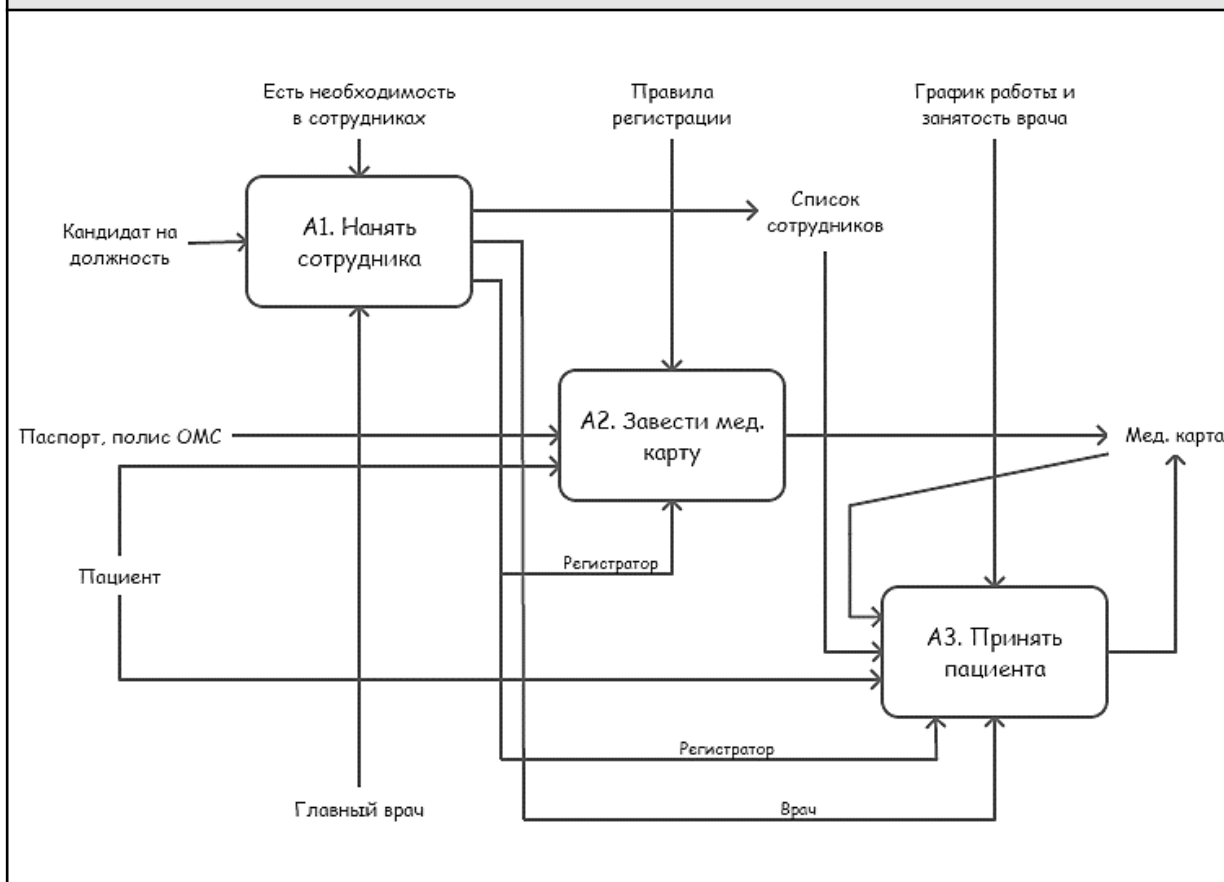 Есть необходимость
в сотрудниках
Правила
регистрации
График работы и
занятость врача
Кандидат на
должность
А1. Нанять
сотрудника
Список
сотрудников
Паспорт, полис ОМС
А2. Завести мед.
карту
Мед. карта
Пациент
Регистратор
А3. Принять
пациента
Регистратор
Главный врач
Врач